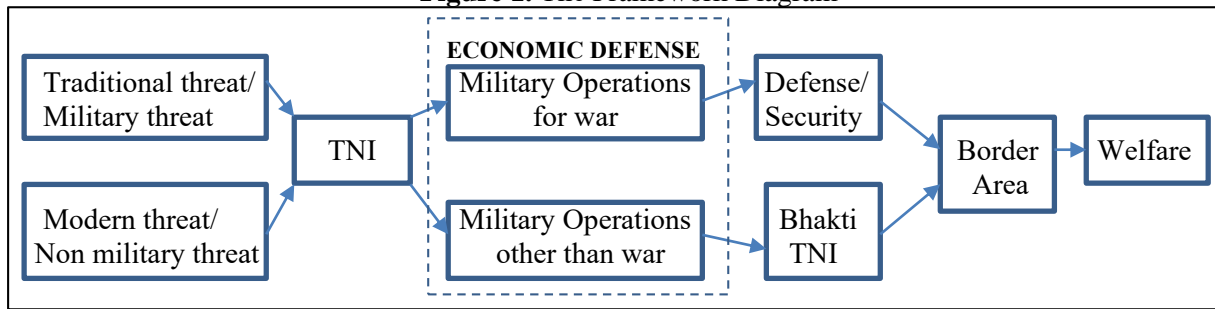 ECONOMIC DEFENSE
Traditional threat/
Military threat
Modern threat/
Non military threat
TNI
Military Operations
for war
Military Operations
other than war
Defense/
Security
Bhakti
TNI
Border
Area
Welfare